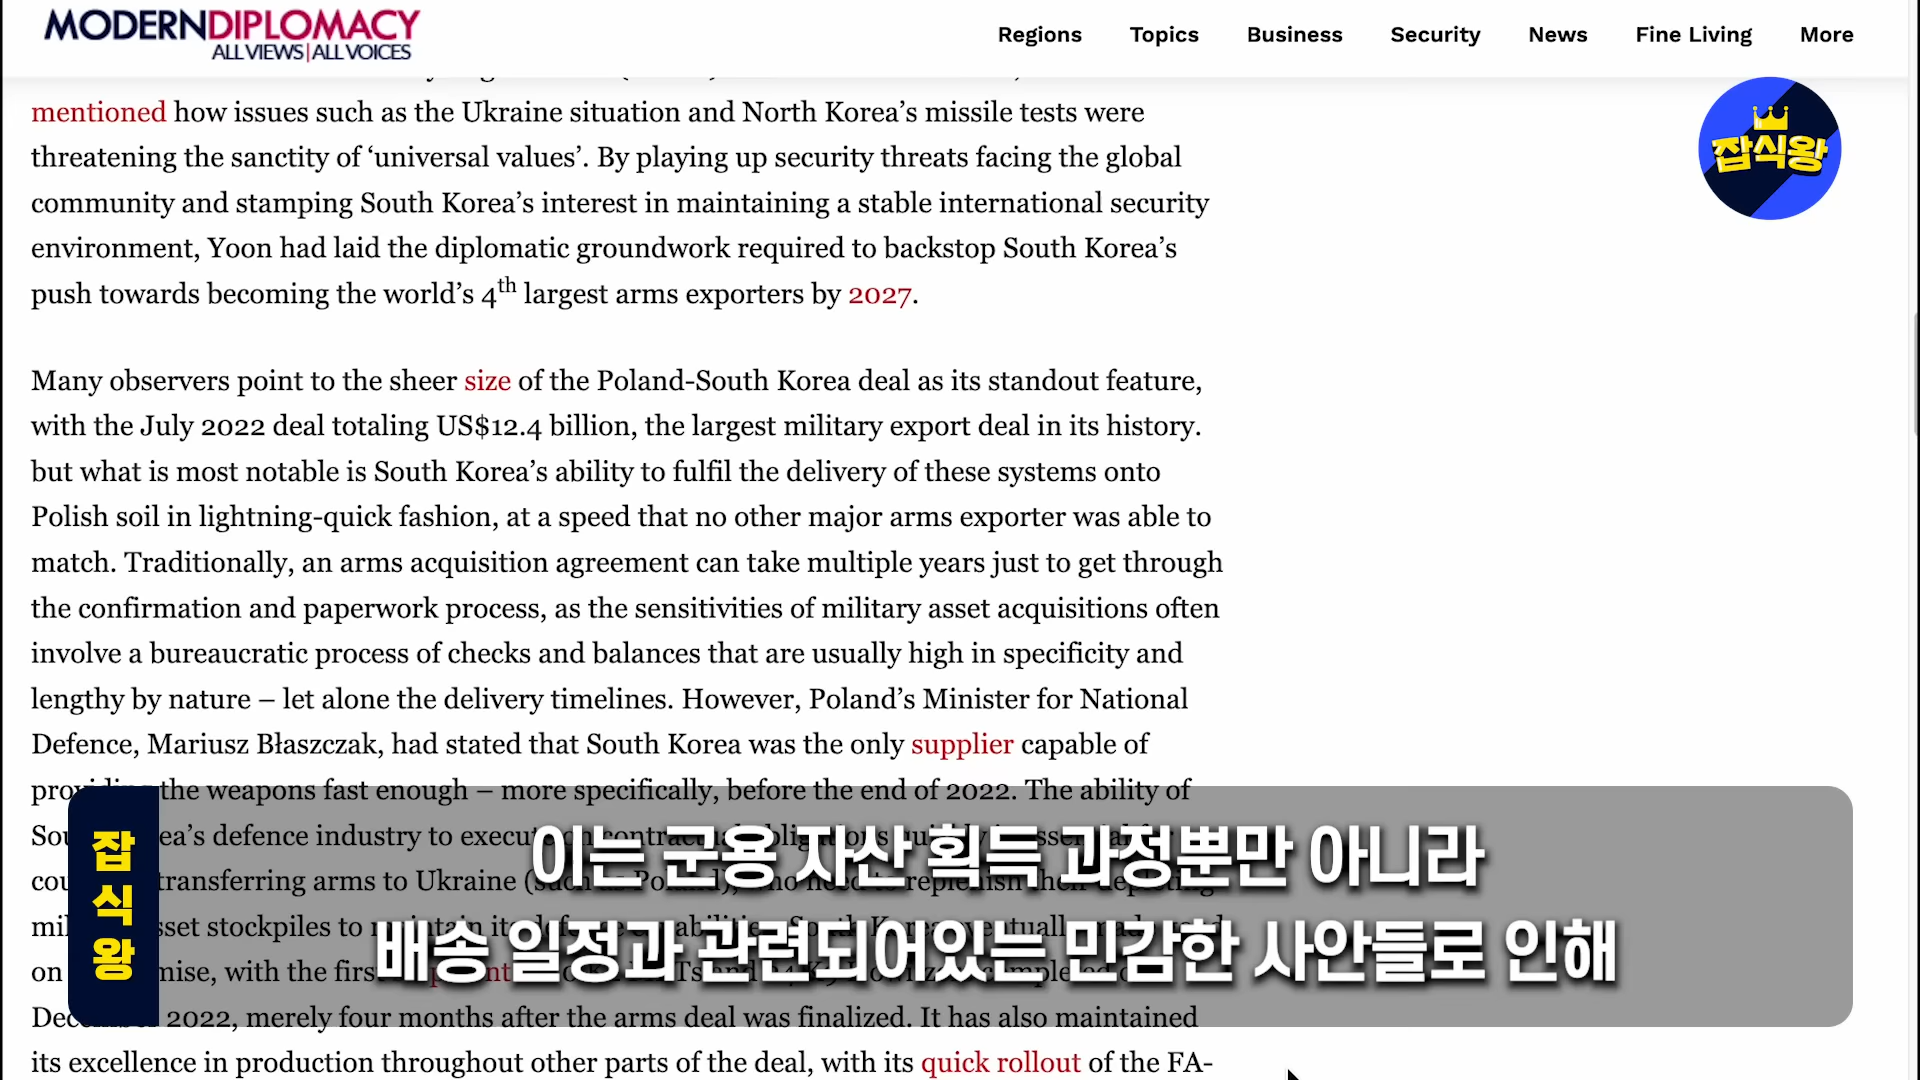 MODERNDIPLOMACY
ALL VIEWS|ALL VOICES
Regions Topics Business Security News Fine Living More
잡식왕
mentioned how issues such as the Ukraine situation and North Korea’s missile tests were
threatening the sanctity of ‘universal values’. By playing up security threats facing the global
community and stamping South Korea’s interest in maintaining a stable international security
environment, Yoon had laid the diplomatic groundwork required to backstop South Korea’s
push towards becoming the world’s 4th largest arms exporters by 2027.
Many observers point to the sheer size of the Poland-South Korea deal as its standout feature,
with the July 2022 deal totaling US$12.4 billion, the largest military export deal in its history.
but what is most notable is South Korea’s ability to fulfil the delivery of these systems onto
Polish soil in lightning-quick fashion, at a speed that no other major arms exporter was able to
match. Traditionally, an arms acquisition agreement can take multiple years just to get through
the confirmation and paperwork process, as the sensitivities of military asset acquisitions often
involve a bureaucratic process of checks and balances that are usually high in specificity and
lengthy by nature – let alone the delivery timelines. However, Poland’s Minister for National
Defence, Mariusz Błaszczak, had stated that South Korea was the only supplier capable of
the weapons fast enough – more specifically, before the end of 2022. The ability of
defence industry to
transferring arms to Ukraine
stockpiles to
with the
2022, merely four months after the arms deal was finalized. It has also maintained
its excellence in production throughout other parts of the deal, with its quick rollout of the FA-
잡식왕
이는 군용 자산 획득 과정뿐만 아니라
배송 일정과 관련되어있는 민감한 사안들로 인해